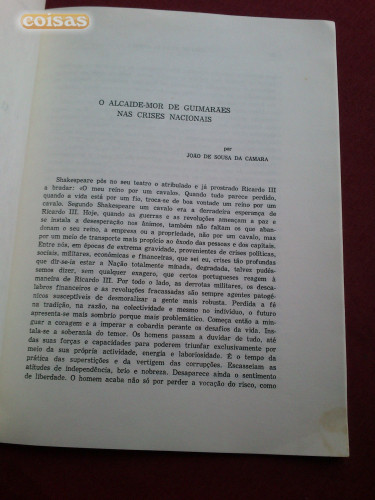 coisas
O ALCAIDE-MOR DE GUIMARÃES
NAS CRISES NACIONAIS
por
JOÃO DE SOUSA DA CAMARA
Shakespeare pôs no seu teatro o atribulado e já prostrado Ricardo III
a bradar: «O meu reino por um cavalo». Quando tudo parece perdido,
quando a vida está por um fio, troca-se de boa vontade um reino por um
cavalo. Segundo Shakespeare um cavalo era a derradeira esperança de
Ricardo III. Hoje, quando as guerras e as revoluções ameaçam a paz e
se instala a desesperação nos ânimos, também não faltam os que aban-
donam o seu reino, a empresa ou a propriedade, não por um cavalo, mas
por um meio de transporte mais propício ao êxodo das pessoas e dos capitais.
Entre nós, em épocas de extrema gravidade, provenientes de crises políticas,
sociais, militares, económicas e financeiras, que sei eu, crises tão profundas
que dir-se-ia estar a Nação totalmente minada, degradada, talvez pudés-
semos dizer, sem qualquer exagero, que certos portugueses reagem à
maneira de Ricardo III. Por todo o lado, as derrotas militares, os desca-
labros financeiros e as revoluções fracassadas são sempre agentes patogé-
nicos susceptíveis de desmoralizar a gente mais robusta. Perdida a fé
na tradição, na razão, na colectividade e mesmo no indivíduo, o futuro
apresenta-se mais sombrio porque mais problemático. Começa então a min-
guar a coragem e a imperar a cobardia perante os desafios da vida. Ins-
tala-se a soberania do temor. Os homens passam a duvidar de tudo, até
das suas forças e capacidades para poderem triunfar exclusivamente por
meio da sua própria actividade, energia e laboriosidade. É o tempo da
prática das superstições e da vertigem das corrupções. Escasseiam as
atitudes de independência, brio e nobreza. Desaparece ainda o sentimento
de liberdade. O homem acaba não só por perder a vocação do risco, como